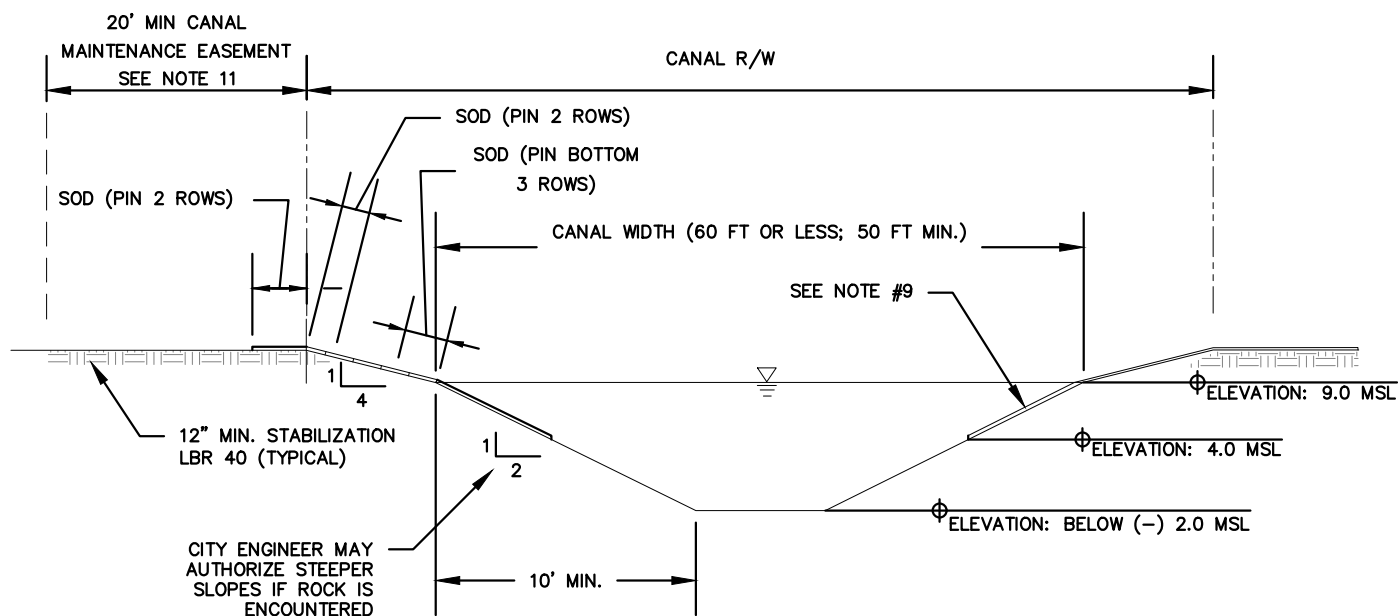 20' MIN CANAL
MAINTENANCE EASEMENT
SEE NOTE 11
CANAL R/W
SOD (PIN 2 ROWS)
SOD (PIN BOTTOM
3 ROWS)
SOD (PIN 2 ROWS)
CANAL WIDTH (60 FT OR LESS; 50 FT MIN.)
SEE NOTE #9
1
4
ELEVATION: 9.0 MSL
12" MIN. STABILIZATION
LBR 40 (TYPICAL)
1
2
ELEVATION: 4.0 MSL
ELEVATION: BELOW (-) 2.0 MSL
CITY ENGINEER MAY
AUTHORIZE STEEPER
SLOPES IF ROCK IS
ENCOUNTERED
10' MIN.